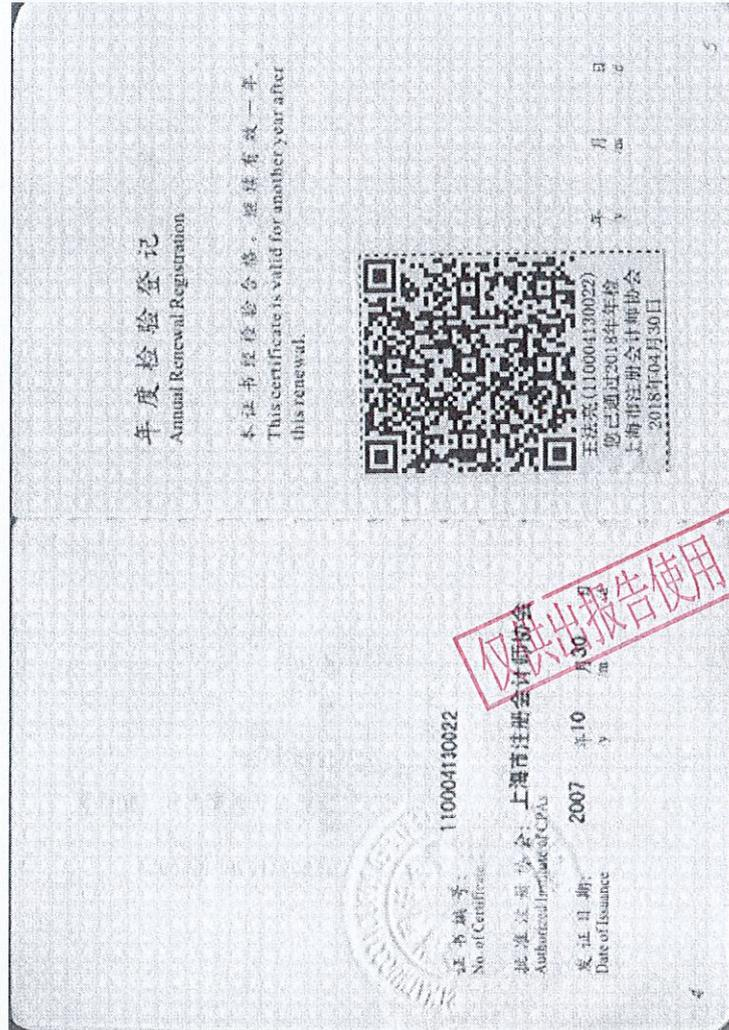 年度检验登记
Annual Renewal Registration
本证书经检验合格，继续有效一年。
This certificate is valid for another year after
this renewal.
王法亮(110004130022)
您已通过2018年年检
上海市注册会计师协会
2018年04月30日
年 月 日
y m d
5
证书编号: 110004130022
No. of Certificate
批准注册协会: 上海市注册会计师协会
Authorized Institute of CPAs
发证日期: 2007 年10 月30 日
Date of Issuance y m d
仅供出报告使用
4